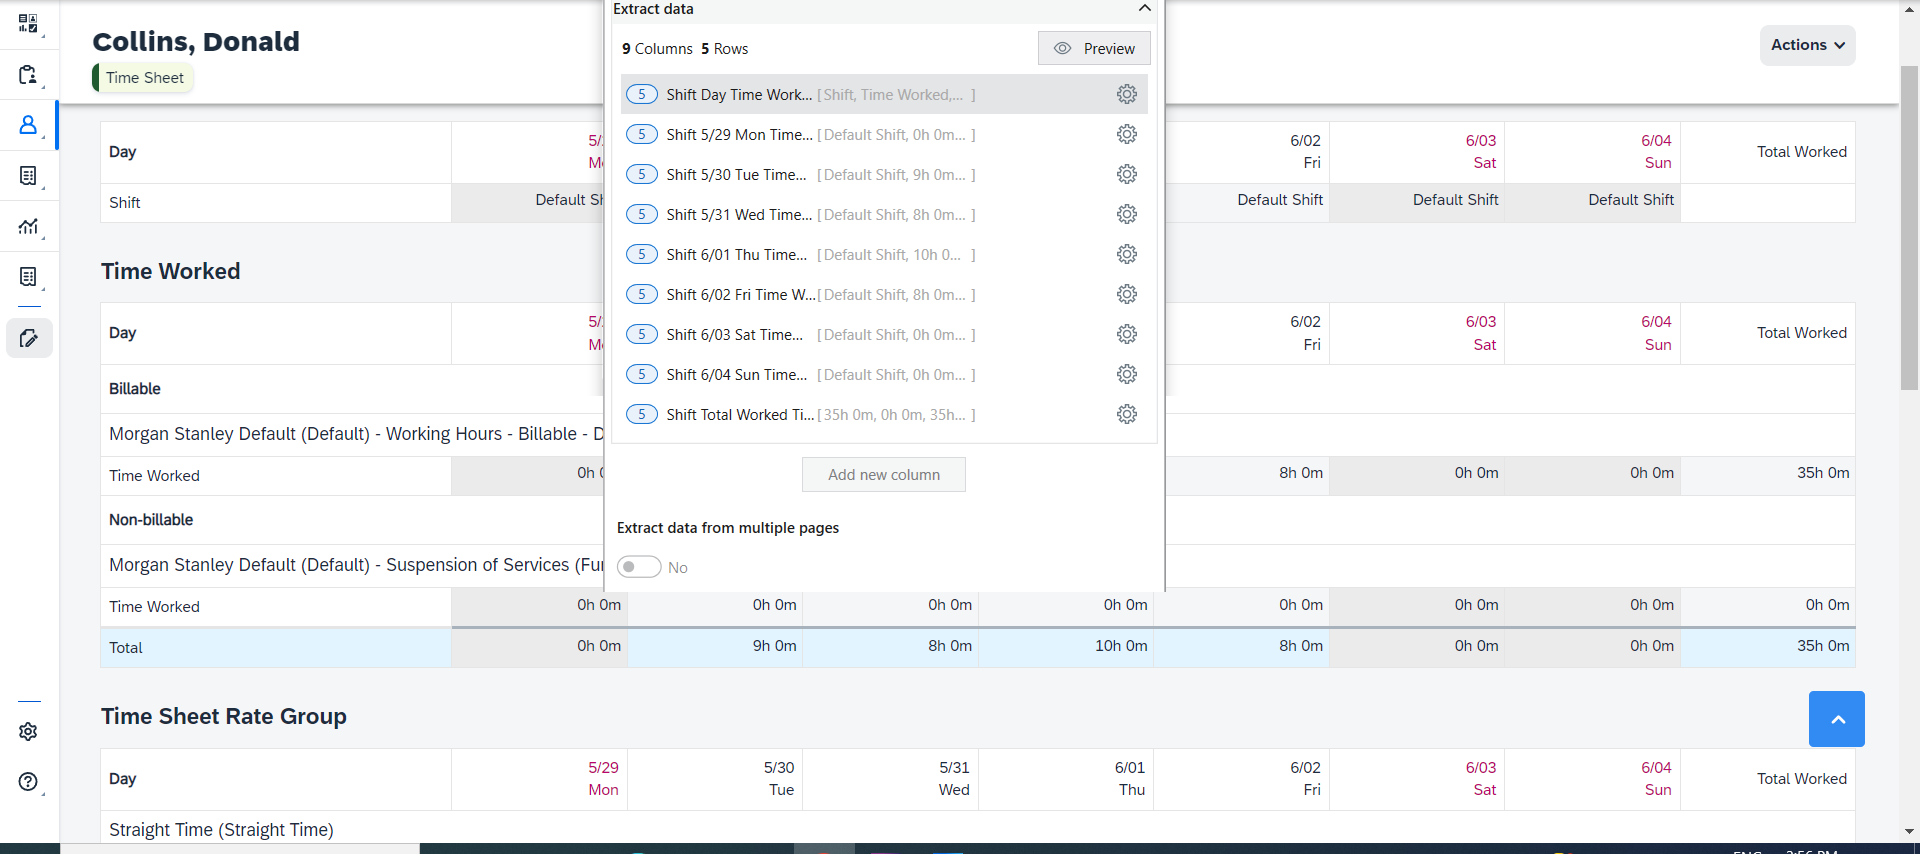 Collins, Donald
Time Sheet
Actions
Extract data
9 Columns 5 Rows
Preview
5 Shift Day Time Work... [ Shift, Time Worked,... ]
5 Shift 5/29 Mon Time... [ Default Shift, 0h 0m... ]
5 Shift 5/30 Tue Time... [ Default Shift, 9h 0m... ]
5 Shift 5/31 Wed Time... [ Default Shift, 8h 0m... ]
5 Shift 6/01 Thu Time... [ Default Shift, 10h 0... ]
5 Shift 6/02 Fri Time W... [ Default Shift, 8h 0m... ]
5 Shift 6/03 Sat Time... [ Default Shift, 0h 0m... ]
5 Shift 6/04 Sun Time... [ Default Shift, 0h 0m... ]
5 Shift Total Worked Ti... [ 35h 0m, 0h 0m, 35h... ]
Add new column
Extract data from multiple pages
No
Day 6/02 Fri 6/03 Sat 6/04 Sun Total Worked
Shift Default Default Shift Default Shift Default Shift
Time Worked
Day 6/02 Fri 6/03 Sat 6/04 Sun Total Worked
Billable
Morgan Stanley Default (Default) - Working Hours - Billable -
Time Worked 0h 8h 0m 0h 0m 0h 0m 35h 0m
Non-billable
Morgan Stanley Default (Default) - Suspension of Services
Time Worked 0h 0m 0h 0m 0h 0m 0h 0m 0h 0m 0h 0m 0h 0m 0h 0m
Total 0h 0m 9h 0m 8h 0m 10h 0m 8h 0m 0h 0m 0h 0m 35h 0m
Time Sheet Rate Group
Day 5/29 Mon 5/30 Tue 5/31 Wed 6/01 Thu 6/02 Fri 6/03 Sat 6/04 Sun Total Worked
Straight Time (Straight Time)